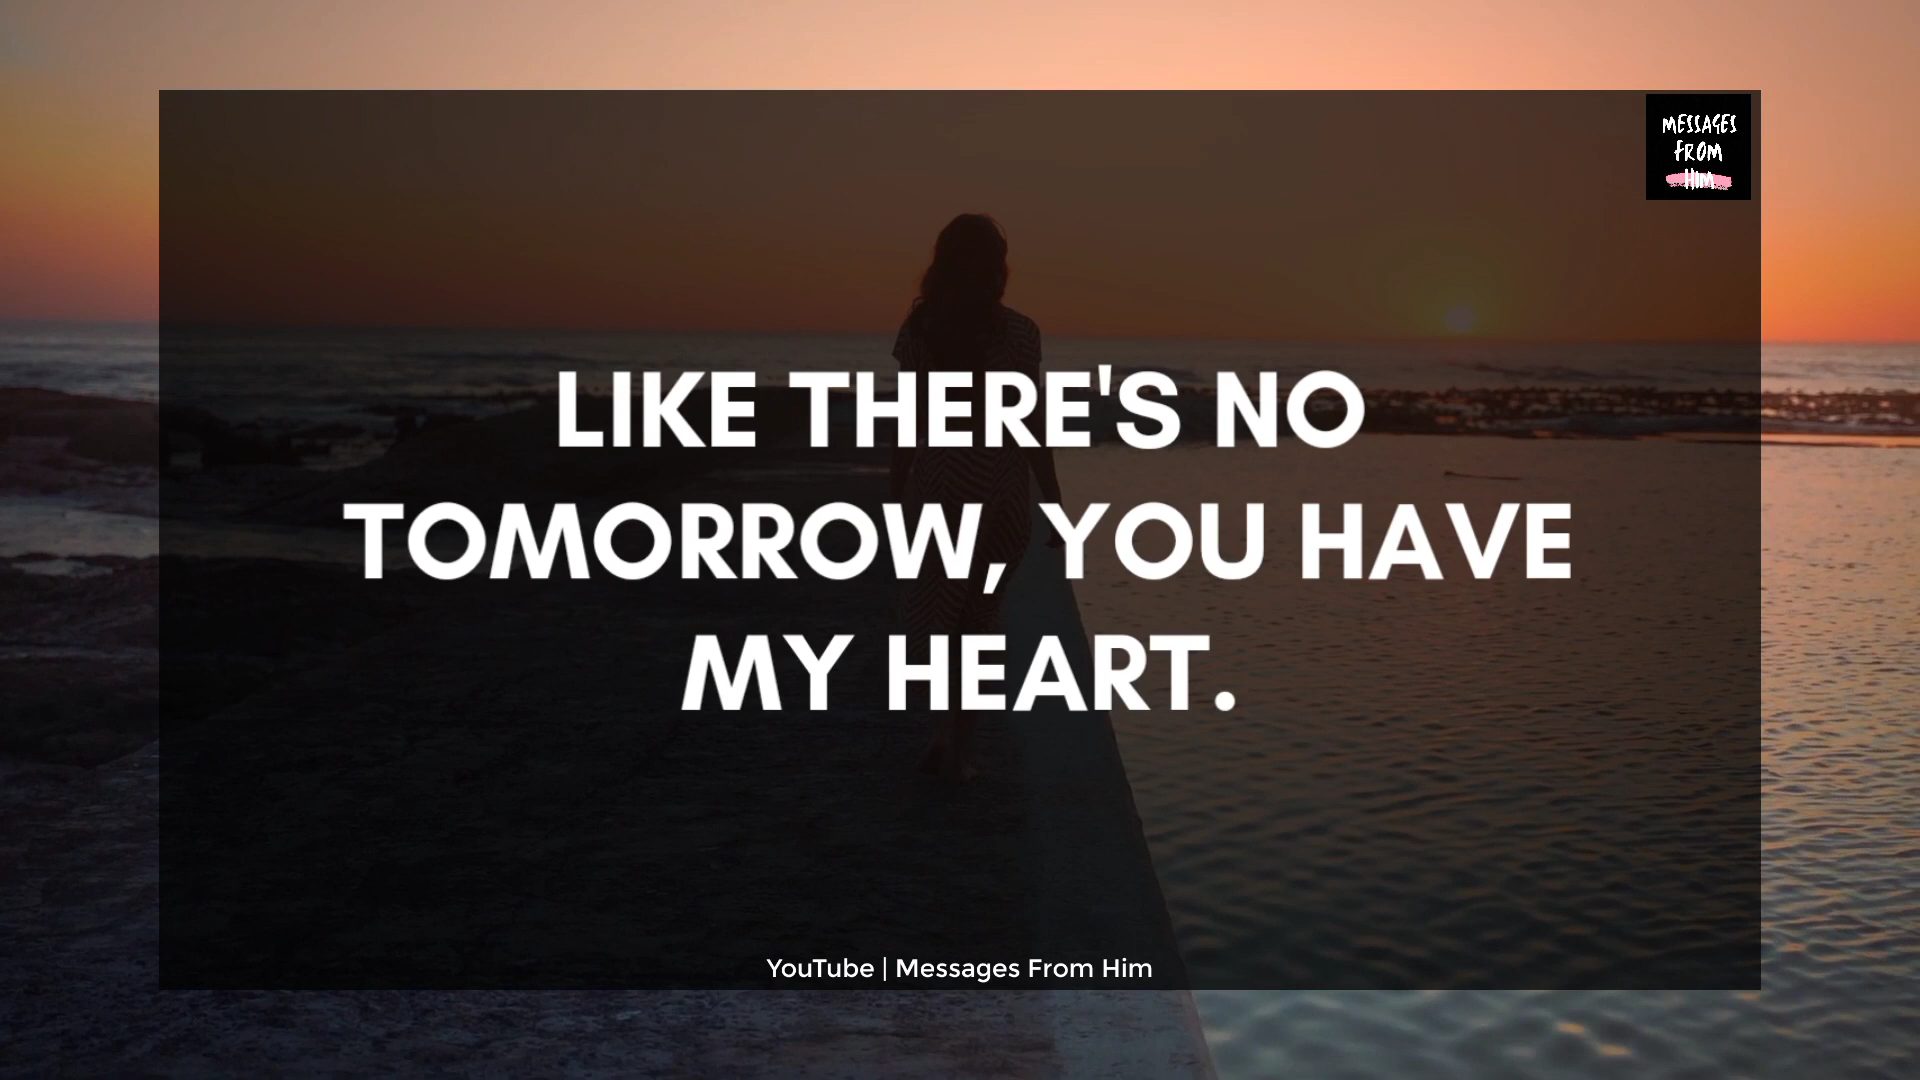 MESSAGES
FROM
HIM
LIKE THERE'S NO
TOMORROW, YOU HAVE
MY HEART.
YouTube | Messages From Him